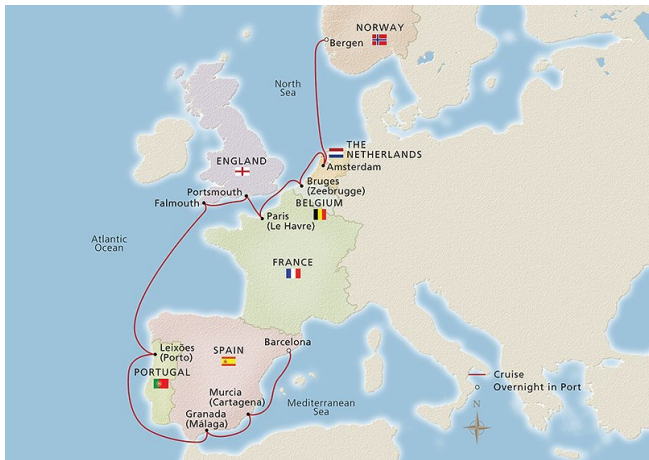 NORWAY
Bergen
North
Sea
THE
NETHERLANDS
Amsterdam
ENGLAND
Portsmouth
Bruges
(Zeebrugge)
Falmouth
BELGIUM
Paris
(Le Havre)
Atlantic
Ocean
FRANCE
Barcelona
Leixões
(Porto)
SPAIN
PORTUGAL
Cruise
Overnight in Port
Murcia
(Cartagena)
Mediterranean
Sea
Granada
(Málaga)
N